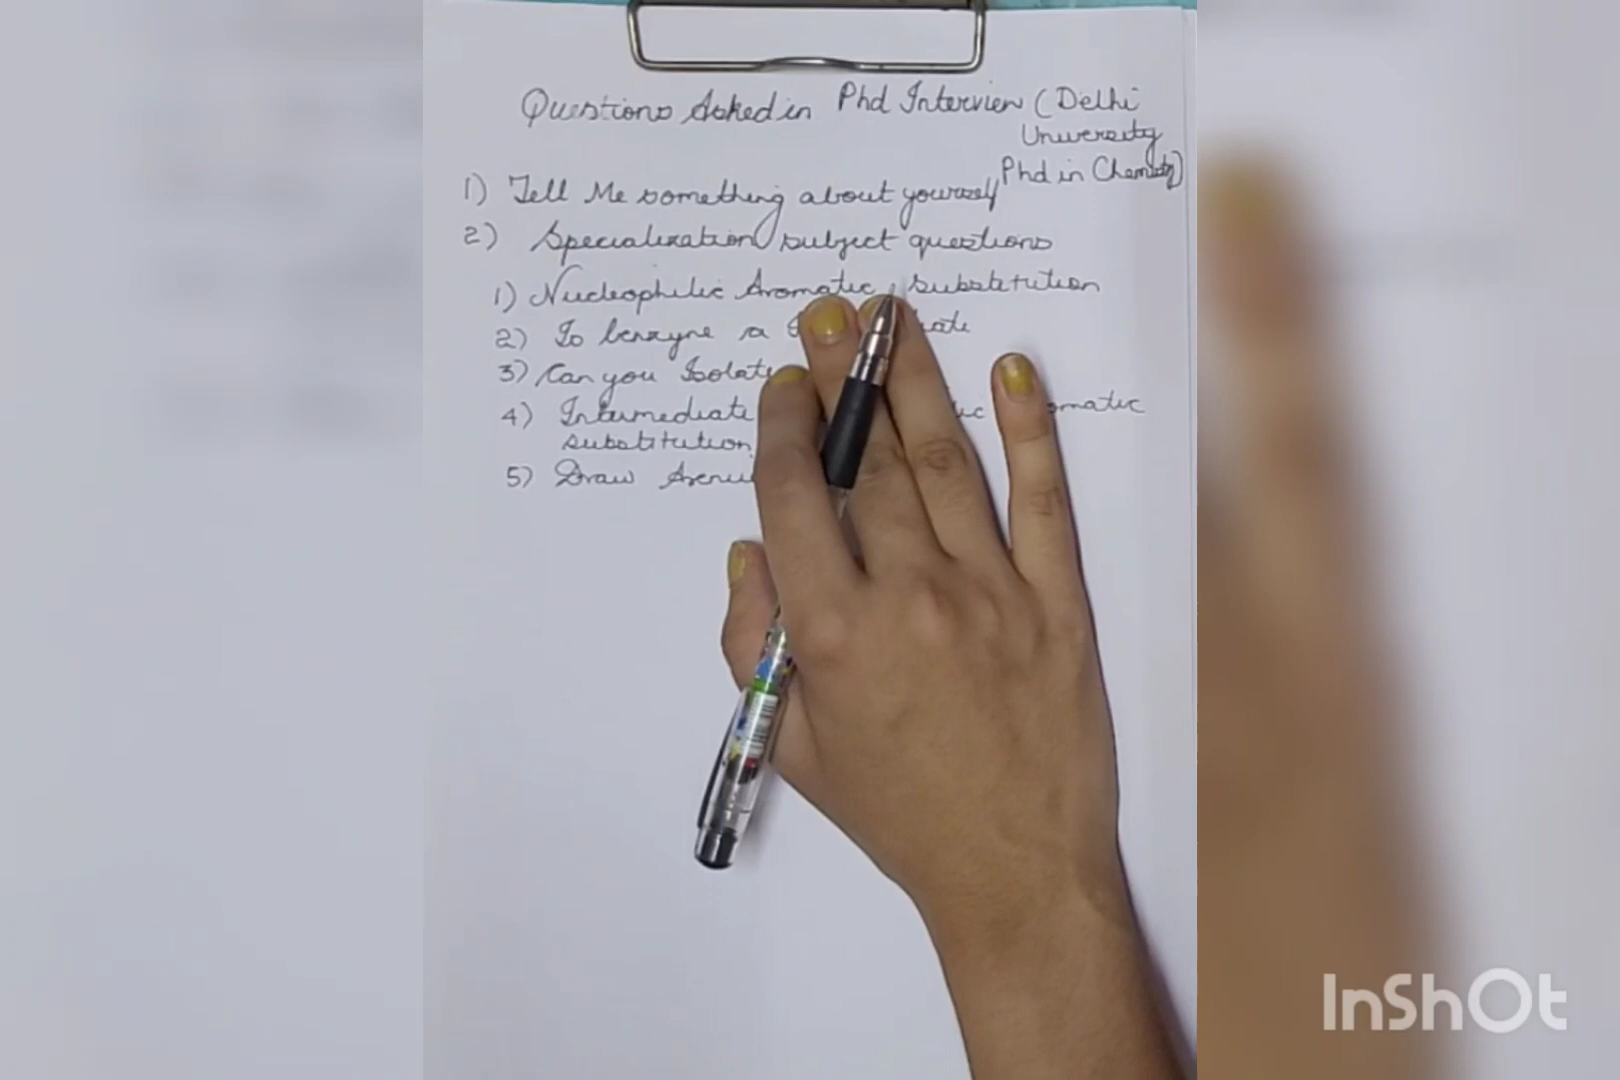 Questions Asked in Phd Interview (Delhi
University
Phd in Chemistry)
1) Tell Me something about yourself
2) Specialization subject questions
1) Nucleophilic Aromatic substitution
2) Is benzyne a
3) Can you Isolate
4) Intermediate
substitution
5) Draw
InShOt